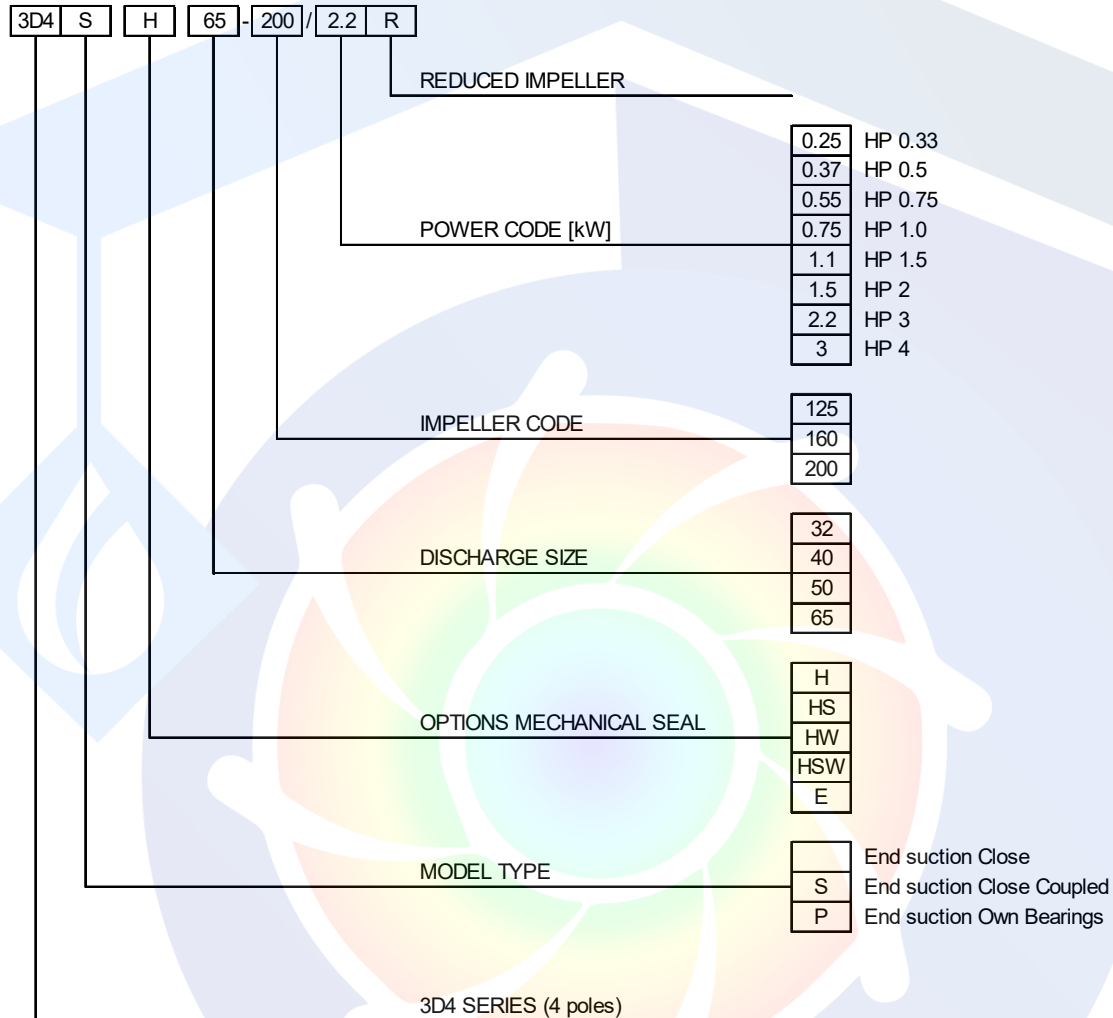 3D4 S H 65 - 200 / 2.2 R
REDUCED IMPELLER
0.25 HP 0.33
0.37 HP 0.5
0.55 HP 0.75
POWER CODE [kW] 0.75 HP 1.0
1.1 HP 1.5
1.5 HP 2
2.2 HP 3
3 HP 4
125
IMPELLER CODE
160
200
32
DISCHARGE SIZE 40
50
65
H
HS
OPTIONS MECHANICAL SEAL
HW
HSW
E
End suction Close
MODEL TYPE
S End suction Close Coupled
P End suction Own Bearings
3D4 SERIES (4 poles)